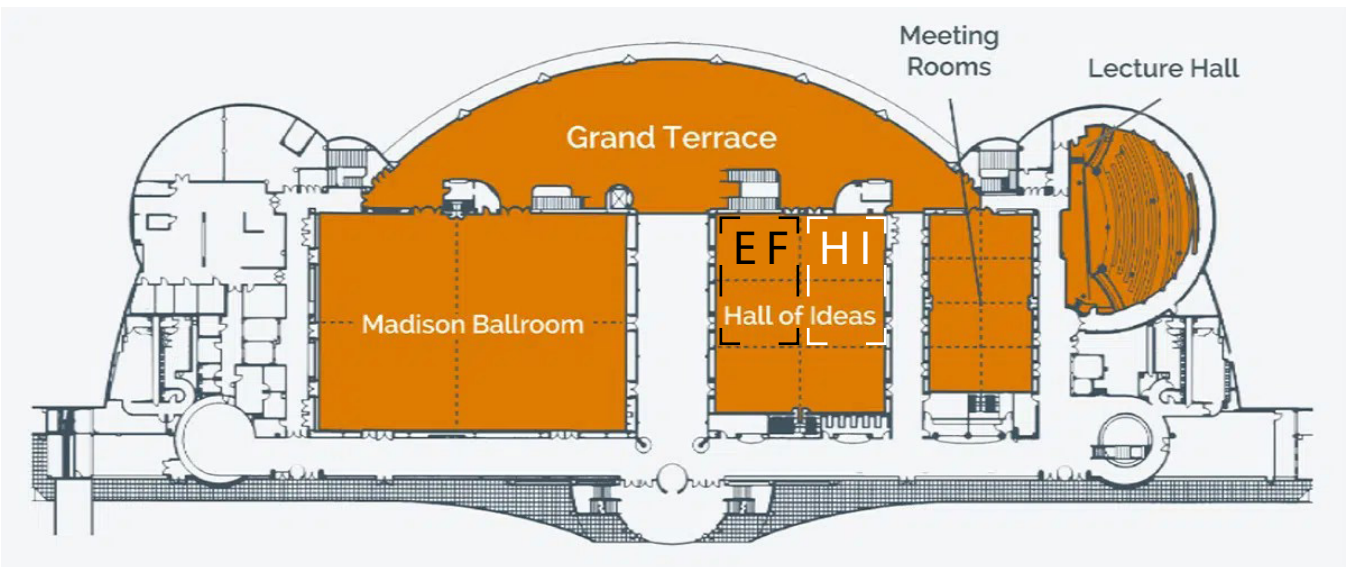 Meeting
Rooms
Lecture Hall
Grand Terrace
E F
H I
Madison Ballroom
Hall of Ideas